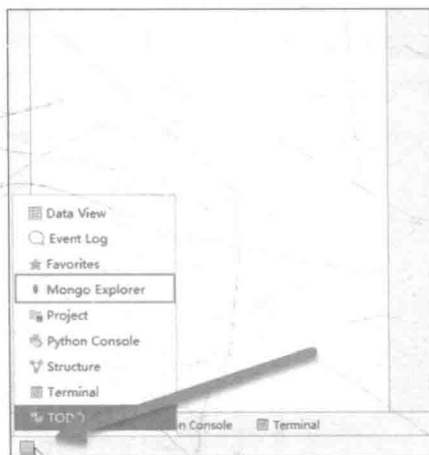 Data View
Event Log
Favorites
Mongo Explorer
Project
Python Console
Structure
Terminal
TODO
n Console Terminal